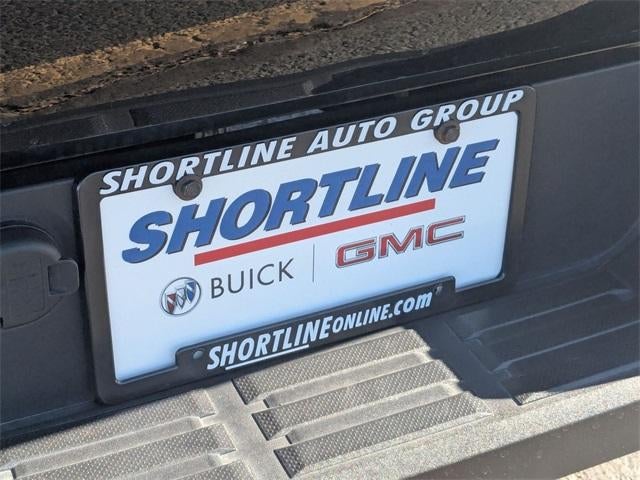 SHORTLINE AUTO GROUP
SHORTLINE
BUICK | GMC
SHORTLINEONLINE.com